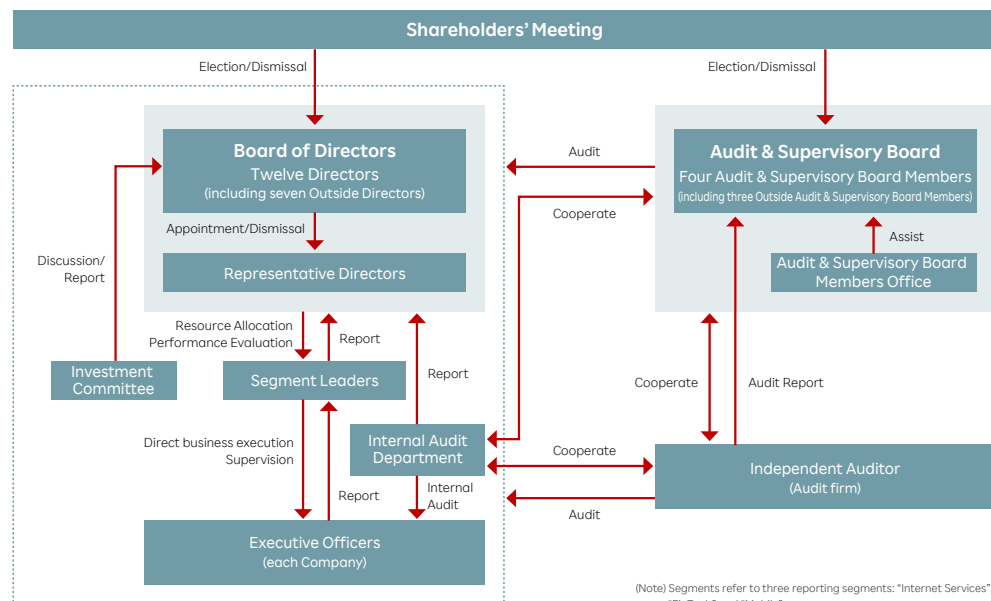 Shareholders' Meeting
Election/Dismissal
Election/Dismissal
Board of Directors
Twelve Directors
(including seven Outside Directors)
Appointment/Dismissal
Representative Directors
Audit
Cooperate
Audit & Supervisory Board
Four Audit & Supervisory Board Members
(including three Outside Audit & Supervisory Board Members)
Assist
Audit & Supervisory Board
Members Office
Discussion/
Report
Resource Allocation
Performance Evaluation
Report
Report
Investment
Committee
Segment Leaders
Cooperate
Audit Report
Direct business execution
Supervision
Report
Internal Audit
Department
Internal
Audit
Cooperate
Audit
Independent Auditor
(Audit firm)
Executive Officers
(each Company)
(Note) Segments refer to three reporting segments: "Internet Services"